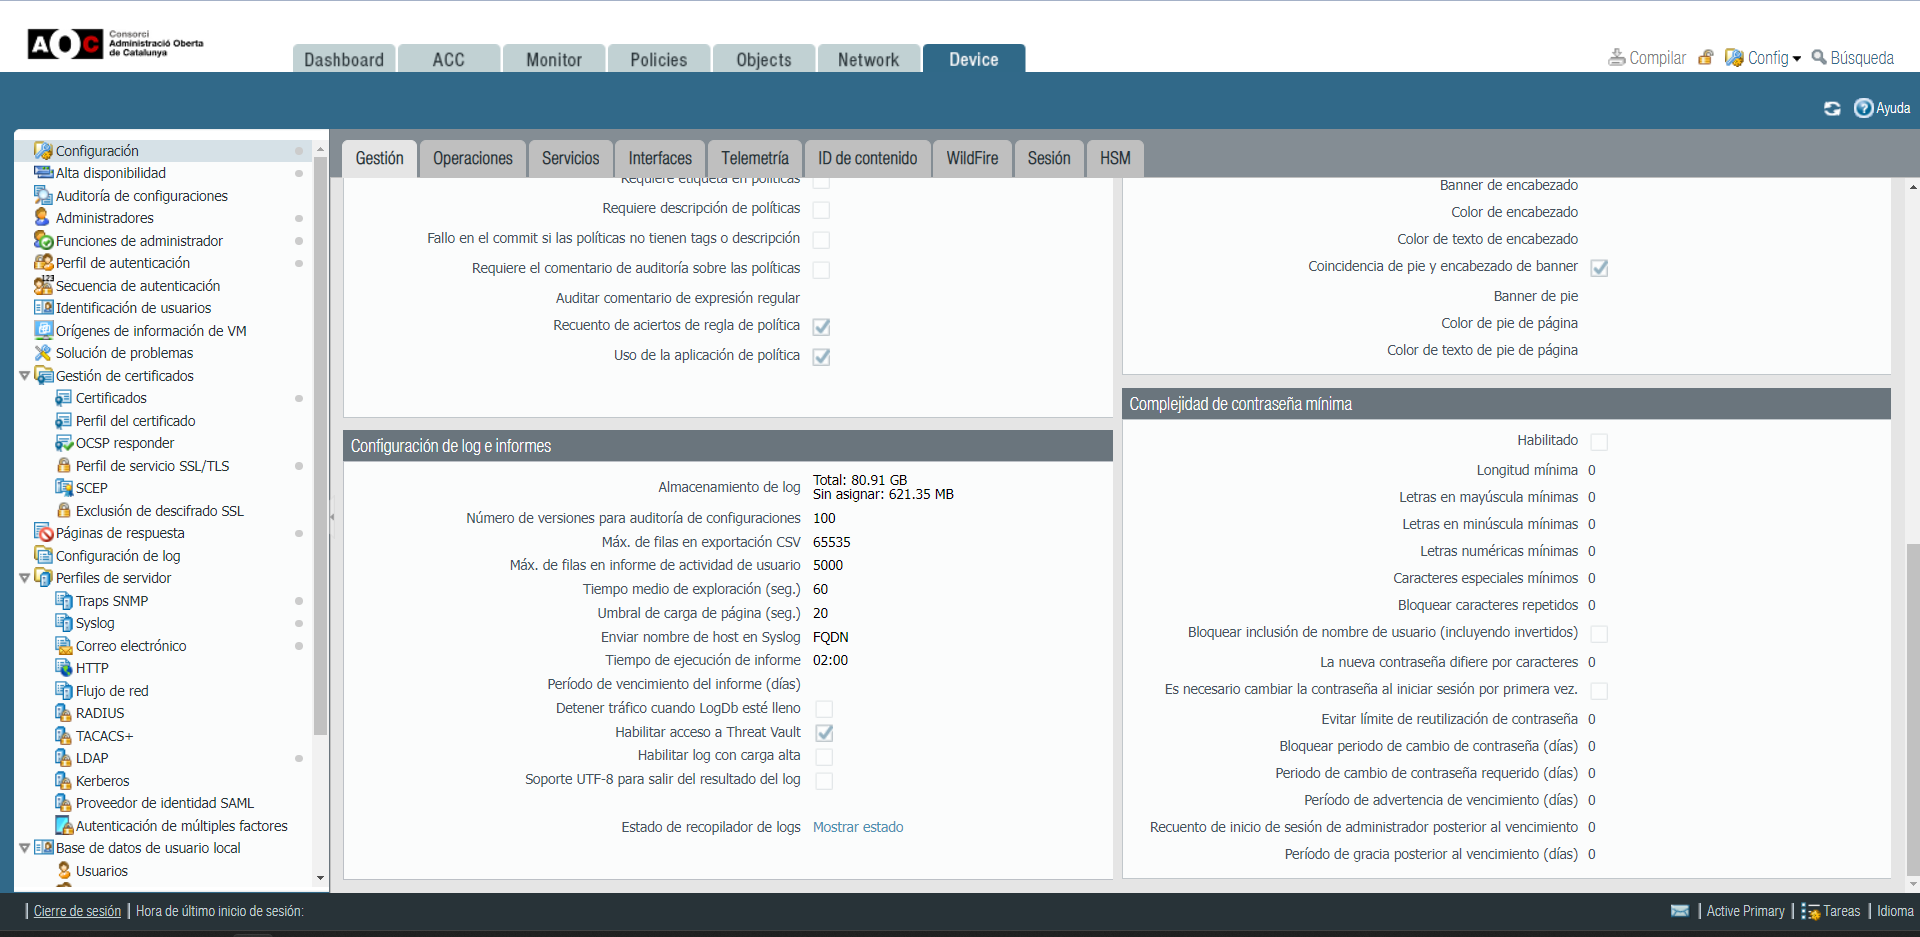 AOC
Consorci
Administració Oberta
de Catalunya
Dashboard
ACC
Monitor
Policies
Objects
Network
Device
Compilar
Config
Búsqueda
Ayuda
Configuración
Alta disponibilidad
Auditoría de configuraciones
Administradores
Funciones de administrador
Perfil de autenticación
Secuencia de autenticación
Identificación de usuarios
Orígenes de información de VM
Solución de problemas
Gestión de certificados
Certificados
Perfil del certificado
OCSP responder
Perfil de servicio SSL/TLS
SCEP
Exclusión de descifrado SSL
Páginas de respuesta
Configuración de log
Perfiles de servidor
Traps SNMP
Syslog
Correo electrónico
HTTP
Flujo de red
RADIUS
TACACS+
LDAP
Kerberos
Proveedor de identidad SAML
Autenticación de múltiples factores
Base de datos de usuario local
Usuarios
Gestión
Operaciones
Servicios
Interfaces
Telemetría
ID de contenido
WildFire
Sesión
HSM
Requiere etiqueta en políticas
Requiere descripción de políticas
Fallo en el commit si las políticas no tienen tags o descripción
Requiere el comentario de auditoría sobre las políticas
Auditar comentario de expresión regular
Recuento de aciertos de regla de política
Uso de la aplicación de política
Configuración de log e informes
Almacenamiento de log Total: 80.91 GB
Sin asignar: 621.35 MB
Número de versiones para auditoría de configuraciones 100
Máx. de filas en exportación CSV 65535
Máx. de filas en informe de actividad de usuario 5000
Tiempo medio de exploración (seg.) 60
Umbral de carga de página (seg.) 20
Enviar nombre de host en Syslog FQDN
Tiempo de ejecución de informe 02:00
Período de vencimiento del informe (días)
Detener tráfico cuando LogDb esté lleno
Habilitar acceso a Threat Vault
Habilitar log con carga alta
Soporte UTF-8 para salir del resultado del log
Estado de recopilador de logs Mostrar estado
Banner de encabezado
Color de encabezado
Color de texto de encabezado
Coincidencia de pie y encabezado de banner
Banner de pie
Color de pie de página
Color de texto de pie de página
Complejidad de contraseña mínima
Habilitado
Longitud mínima 0
Letras en mayúscula mínimas 0
Letras en minúscula mínimas 0
Letras numéricas mínimas 0
Caracteres especiales mínimos 0
Bloquear caracteres repetidos 0
Bloquear inclusión de nombre de usuario (incluyendo invertidos)
La nueva contraseña difiere por caracteres 0
Es necesario cambiar la contraseña al iniciar sesión por primera vez.
Evitar límite de reutilización de contraseña 0
Bloquear periodo de cambio de contraseña (días) 0
Periodo de cambio de contraseña requerido (días) 0
Período de advertencia de vencimiento (días) 0
Recuento de inicio de sesión de administrador posterior al vencimiento 0
Período de gracia posterior al vencimiento (días) 0
Cierre de sesión | Hora de último inicio de sesión:
| Active Primary | Tareas | Idioma